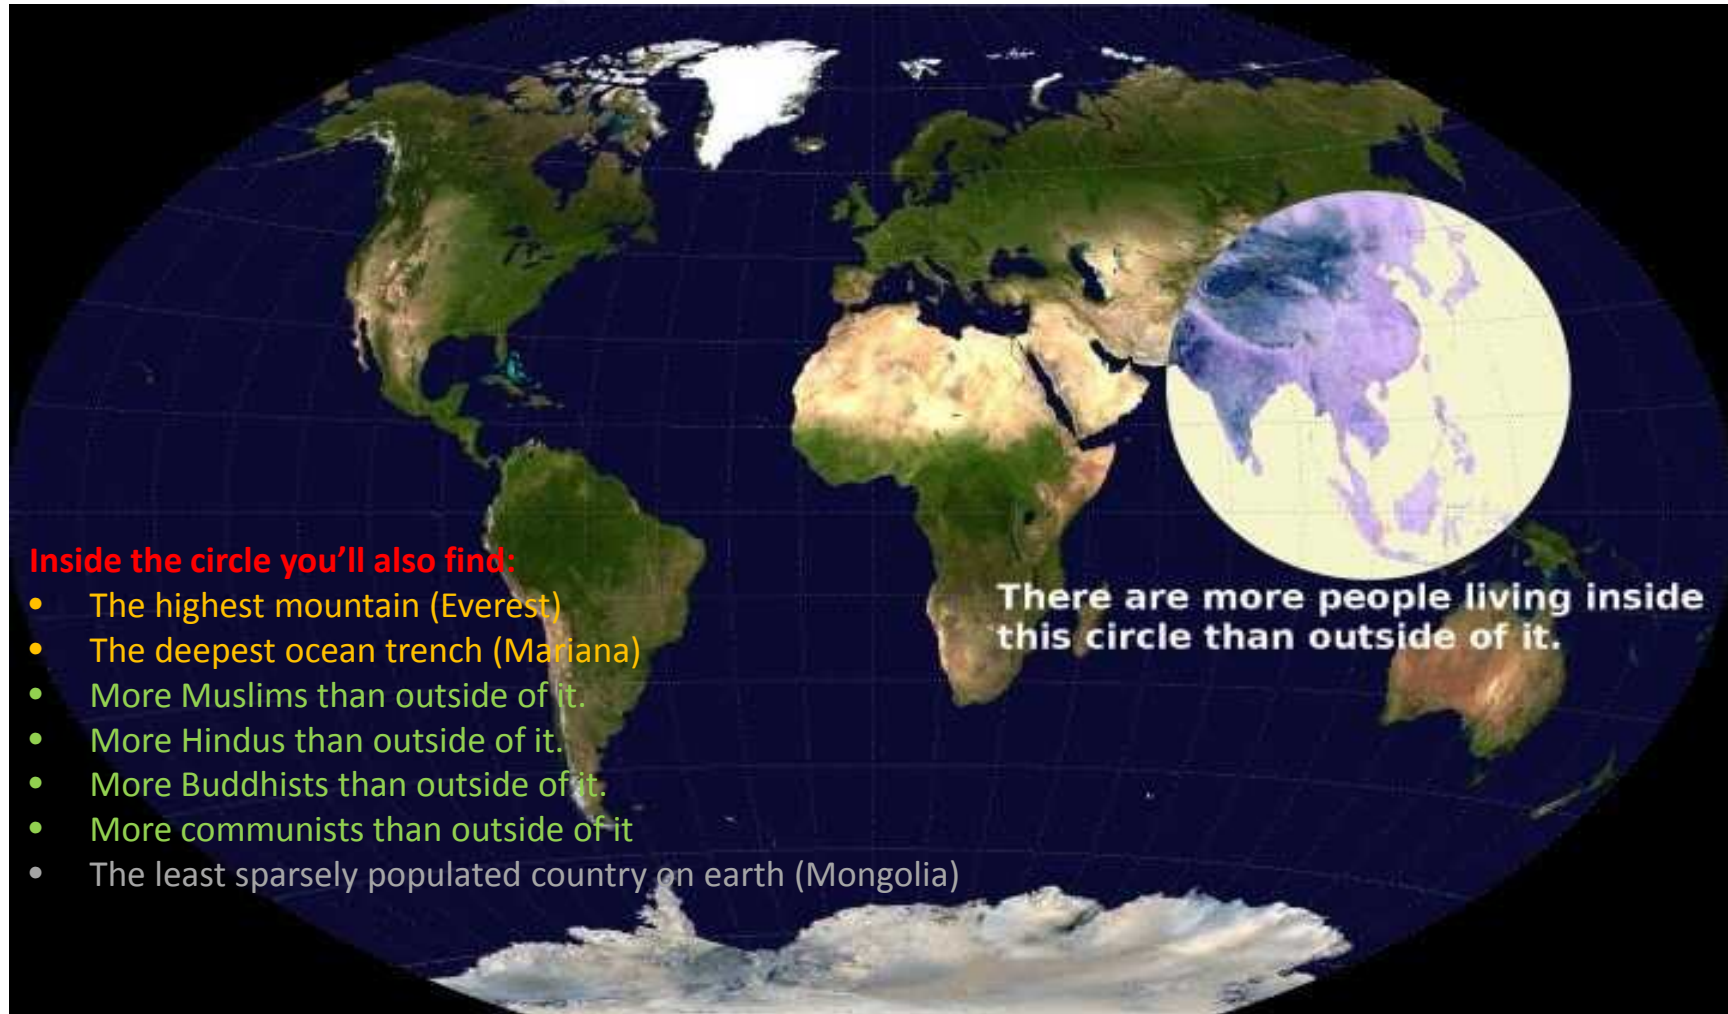 Inside the circle you’ll also find:
• The highest mountain (Everest)
• The deepest ocean trench (Mariana)
• More Muslims than outside of it.
• More Hindus than outside of it.
• More Buddhists than outside of it.
• More communists than outside of it
• The least sparsely populated country on earth (Mongolia)
There are more people living inside
this circle than outside of it.